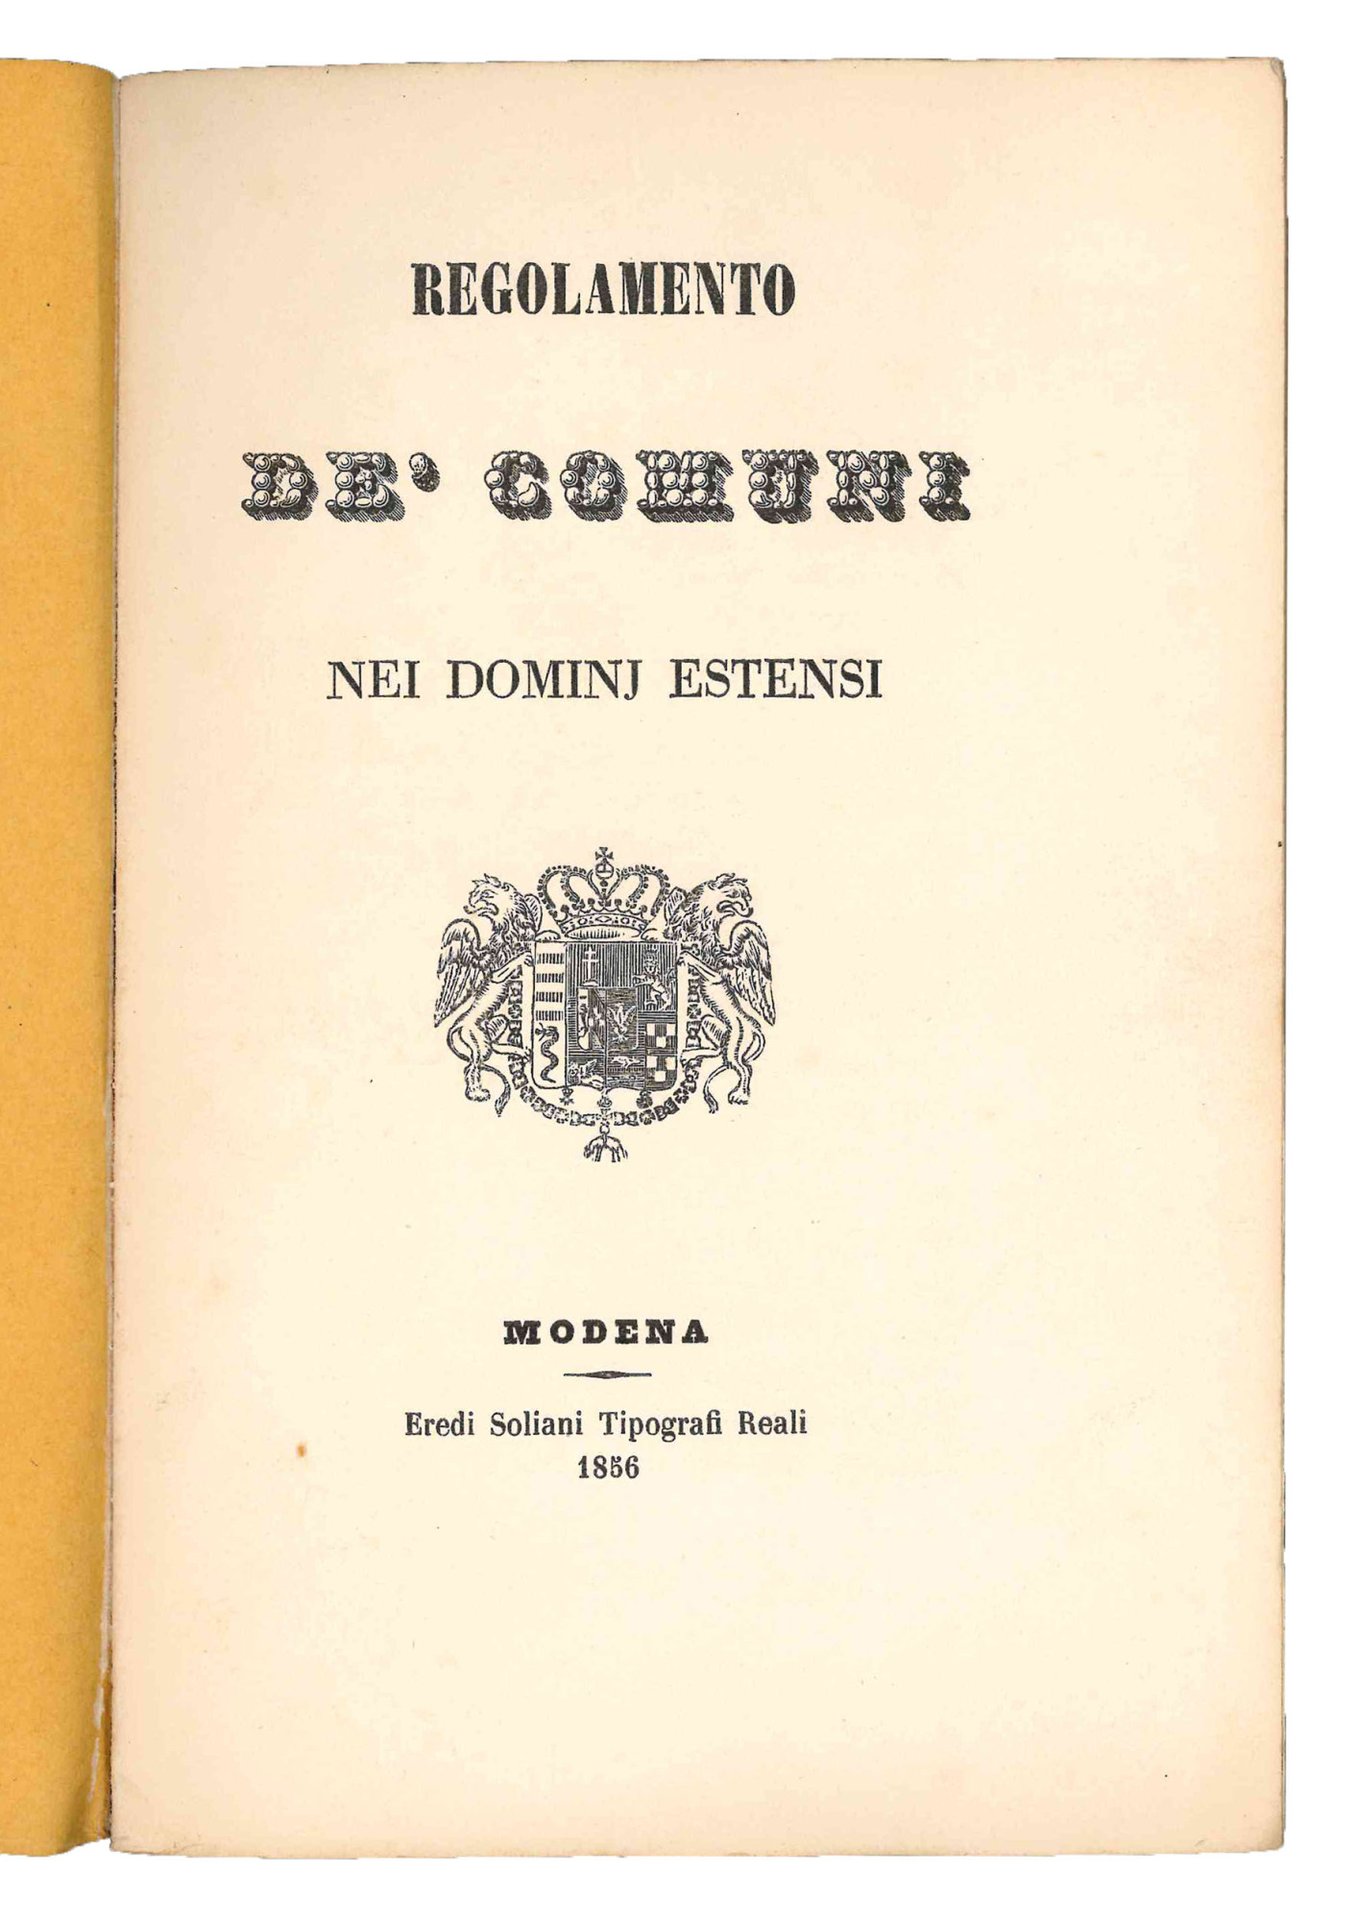 REGOLAMENTO
DE' COMUNI
NEI DOMINJ ESTENSI
MODENA
Eredi Soliani Tipografi Reali
1856